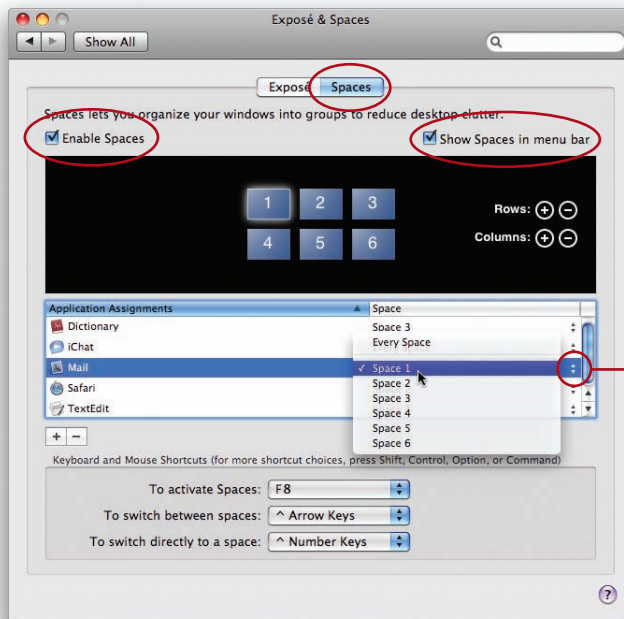 Exposé & Spaces
Show All
Exposé Spaces
Spaces lets you organize your windows into groups to reduce desktop clutter.
Enable Spaces Show Spaces in menu bar
1 2 3
Rows:
4 5 6
Columns:
Application Assignments Space
Dictionary Space 3
iChat Every Space
Mail ✓ Space 1
Safari Space 2
Space 3
TextEdit Space 4
Space 5
Space 6
+ −
Keyboard and Mouse Shortcuts (for more shortcut choices, press Shift, Control, Option, or Command)
To activate Spaces: F8
To switch between spaces: ^ Arrow Keys
To switch directly to a space: ^ Number Keys
?